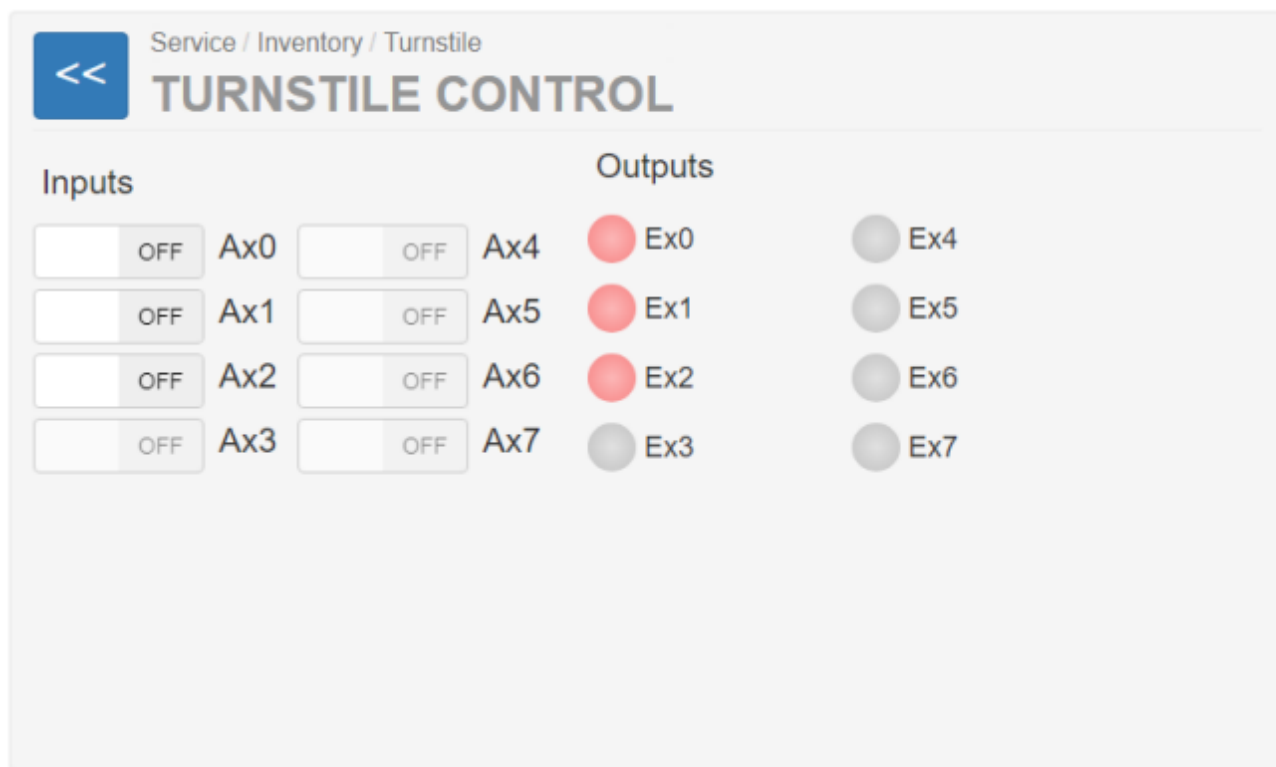 <<
Service / Inventory / Turnstile
TURNSTILE CONTROL
Inputs
Outputs
OFF Ax0 OFF Ax4 Ex0 Ex4
OFF Ax1 OFF Ax5 Ex1 Ex5
OFF Ax2 OFF Ax6 Ex2 Ex6
OFF Ax3 OFF Ax7 Ex3 Ex7